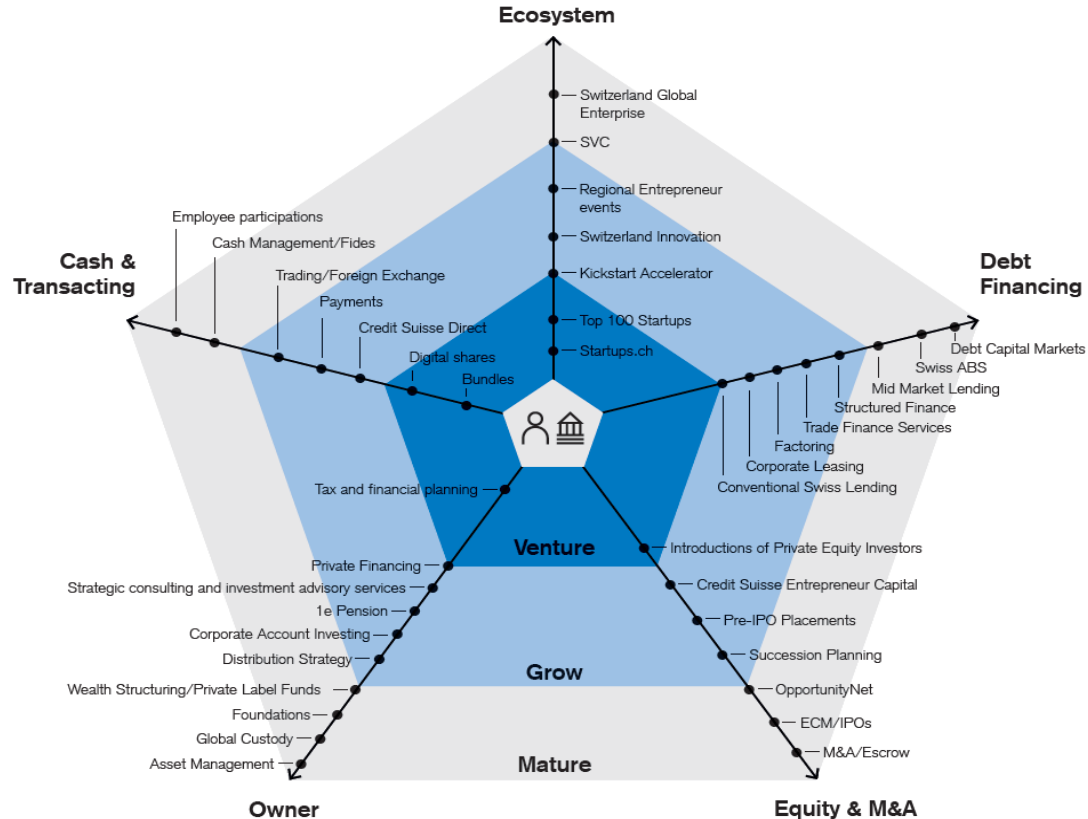 Ecosystem
Switzerland Global
Enterprise
SVC
Regional Entrepreneur
events
Switzerland Innovation
Kickstart Accelerator
Top 100 Startups
Startups.ch
Cash &
Transacting
Employee participations
Cash Management/Fides
Trading/Foreign Exchange
Payments
Credit Suisse Direct
Digital shares
Bundles
Debt
Financing
Debt Capital Markets
Swiss ABS
Mid Market Lending
Structured Finance
Trade Finance Services
Factoring
Corporate Leasing
Conventional Swiss Lending
Tax and financial planning
Private Financing
Strategic consulting and investment advisory services
1e Pension
Corporate Account Investing
Distribution Strategy
Wealth Structuring/Private Label Funds
Foundations
Global Custody
Asset Management
Owner
Venture
Grow
Mature
Introductions of Private Equity Investors
Credit Suisse Entrepreneur Capital
Pre-IPO Placements
Succession Planning
OpportunityNet
ECM/IPOs
M&A/Escrow
Equity & M&A